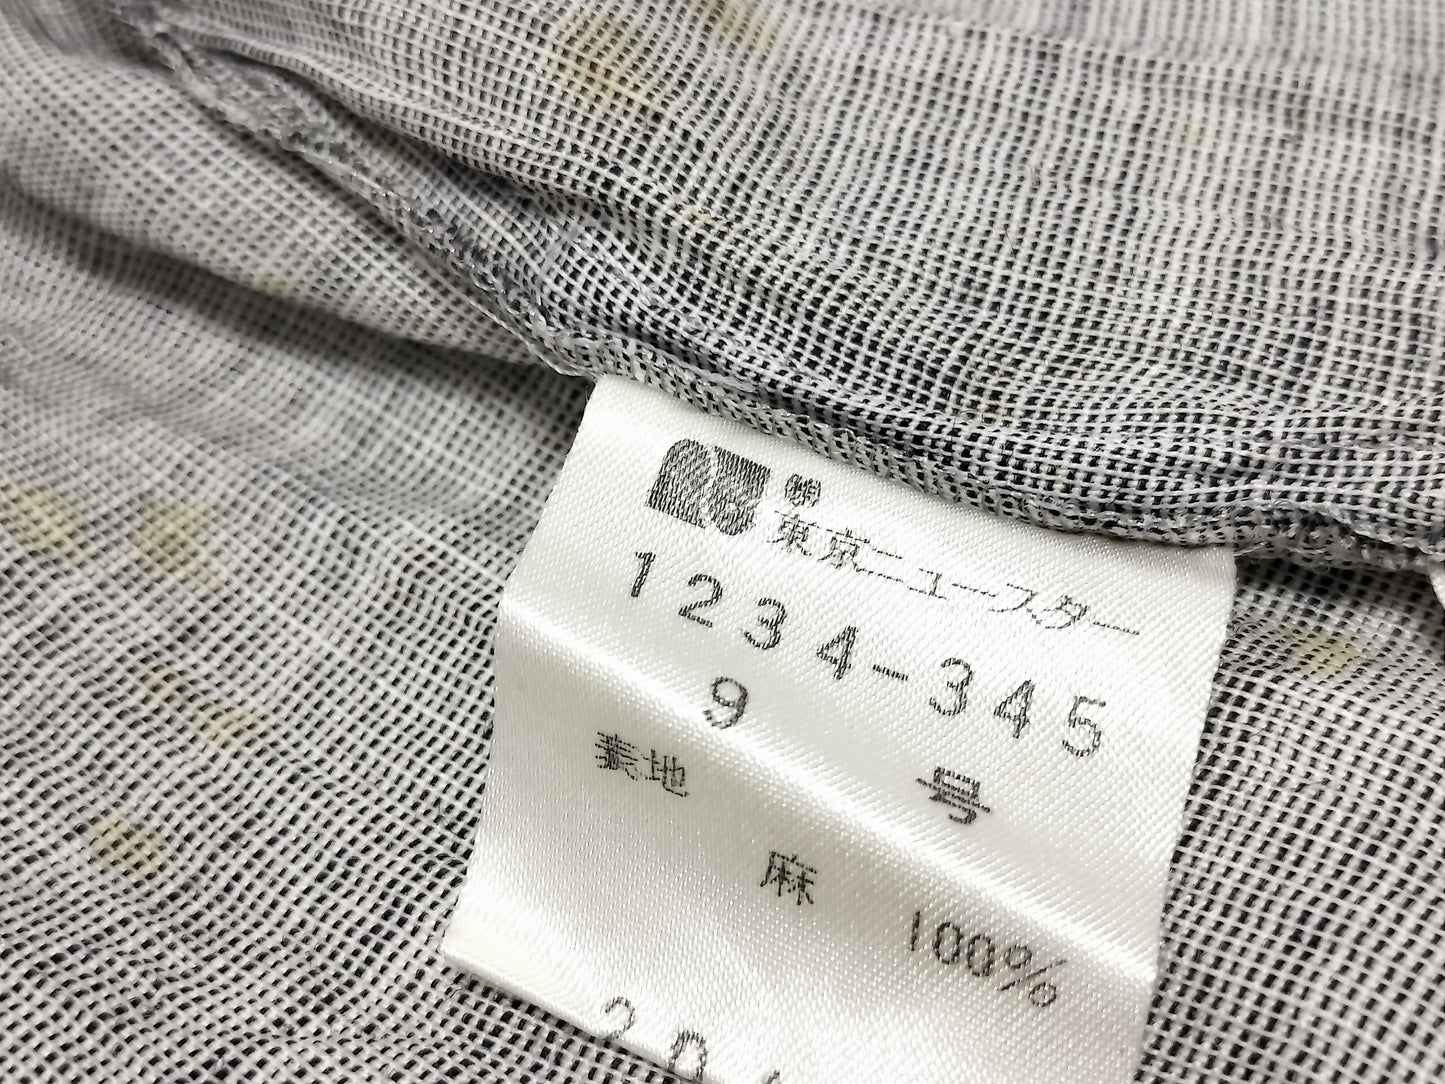 ㈱
東京ニュースター
1234-345
9 号
表地
麻 100%